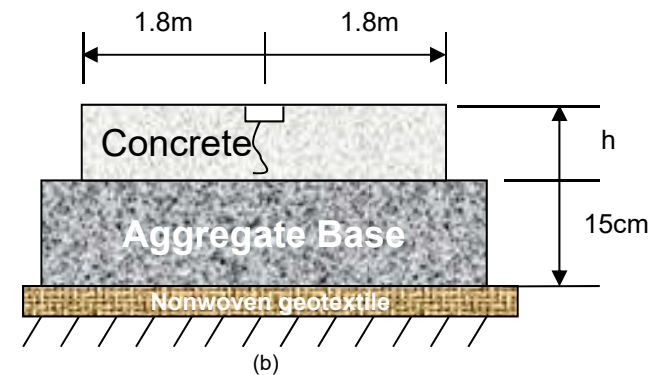 1.8m 1.8m
Concrete
h
Aggregate Base
15cm
Nonwoven geotextile
(b)